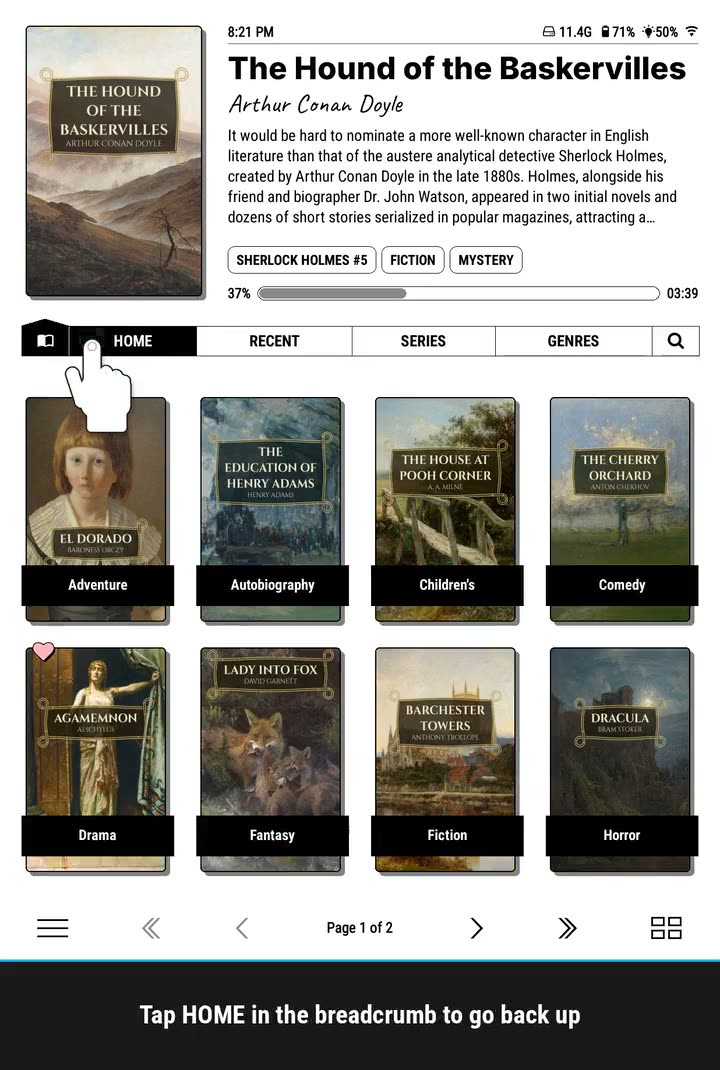 THE HOUND
OF THE
BASKERVILLES
ARTHUR CONAN DOYLE
8:21 PM
11.4G 71% 50%
The Hound of the Baskervilles
Arthur Conan Doyle
It would be hard to nominate a more well-known character in English
literature than that of the austere analytical detective Sherlock Holmes,
created by Arthur Conan Doyle in the late 1880s. Holmes, alongside his
friend and biographer Dr. John Watson, appeared in two initial novels and
dozens of short stories serialized in popular magazines, attracting a…
SHERLOCK HOLMES #5 FICTION MYSTERY
37% 03:39
HOME RECENT SERIES GENRES
EL DORADO
BARONESS ORCZY
Adventure
THE
EDUCATION OF
HENRY ADAMS
HENRY ADAMS
Autobiography
THE HOUSE AT
POOH CORNER
A. A. MILNE
Children's
THE CHERRY
ORCHARD
ANTON CHEKHOV
Comedy
AGAMEMNON
AESCHYLUS
Drama
LADY INTO FOX
DAVID GARNETT
Fantasy
BARCHESTER
TOWERS
ANTHONY TROLLOPE
Fiction
DRACULA
BRAM STOKER
Horror
Page 1 of 2
Tap HOME in the breadcrumb to go back up